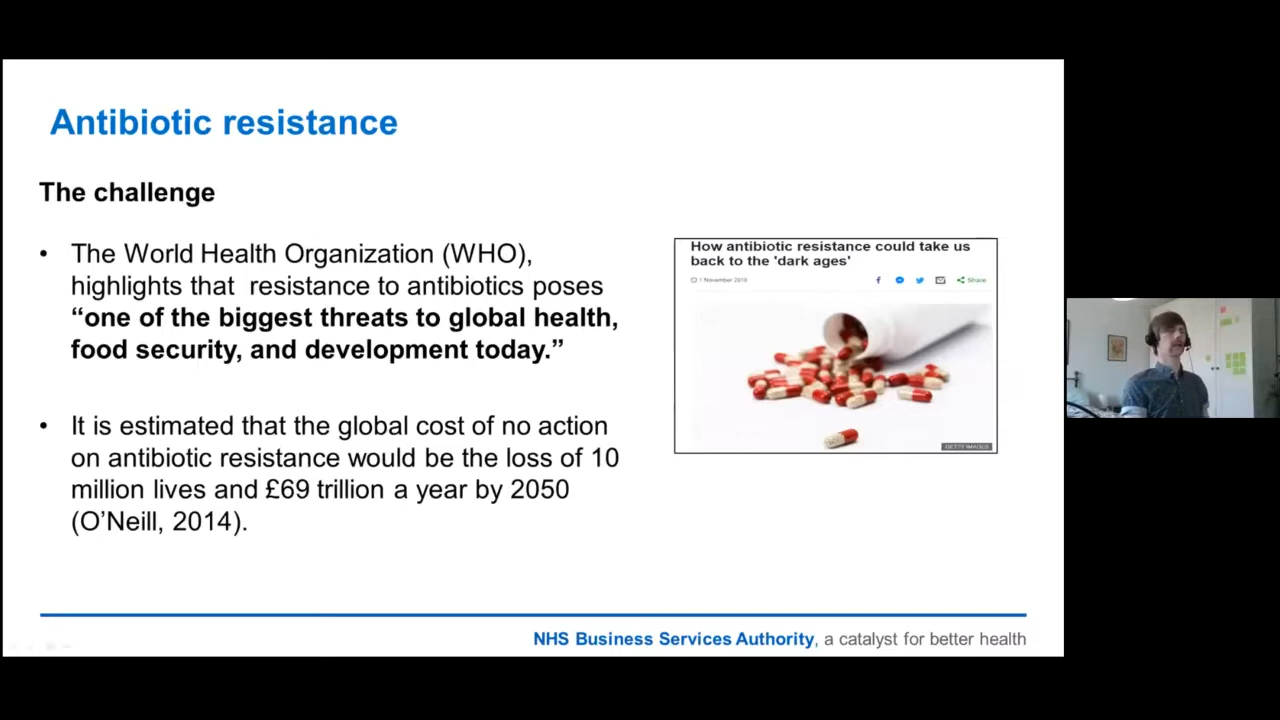 Antibiotic resistance
The challenge
• The World Health Organization (WHO),
highlights that resistance to antibiotics poses
“one of the biggest threats to global health,
food security, and development today.”
• It is estimated that the global cost of no action
on antibiotic resistance would be the loss of 10
million lives and £69 trillion a year by 2050
(O’Neill, 2014).
How antibiotic resistance could take us
back to the 'dark ages'
Share
GETTY IMAGES
NHS Business Services Authority, a catalyst for better health